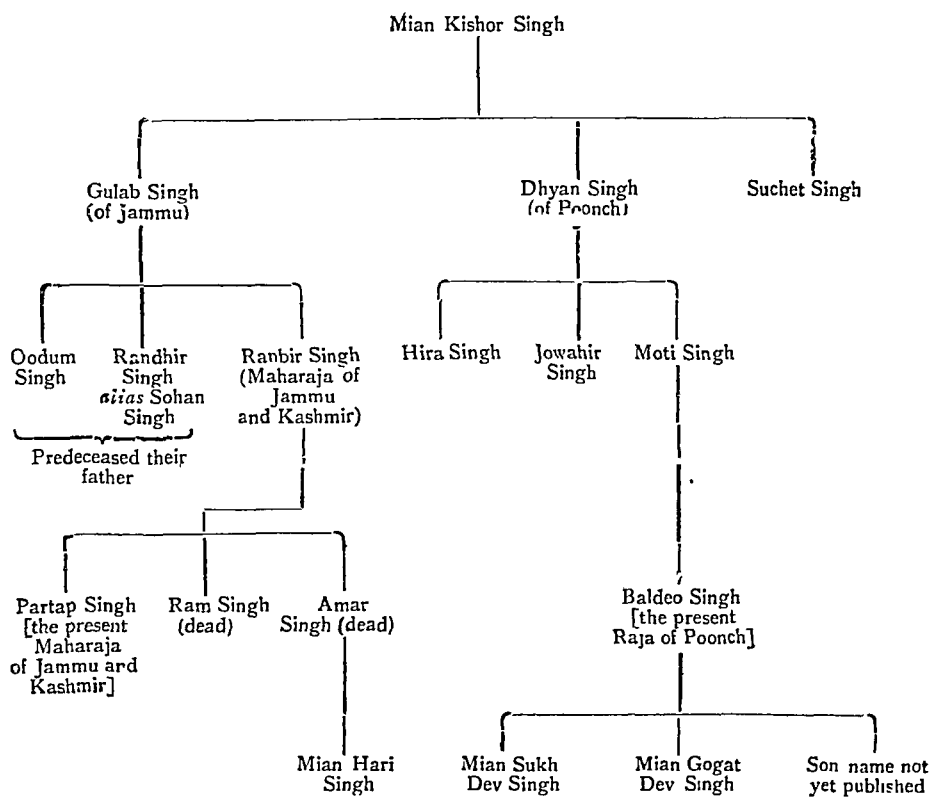 Mian Kishor Singh
Gulab Singh
(of Jammu)
Dhyan Singh
(of Poonch)
Suchet Singh
Oodum
Singh
Randhir
Singh
alias Sohan
Singh
Predeceased their
father
Ranbir Singh
(Maharaja of
Jammu
and Kashmir)
Hira Singh
Jowahir
Singh
Moti Singh
Partap Singh
[the present
Maharaja
of Jammu and
Kashmir]
Ram Singh
(dead)
Amar
Singh (dead)
Baldeo Singh
[the present
Raja of Poonch]
Mian Hari
Singh
Mian Sukh
Dev Singh
Mian Gogat
Dev Singh
Son name not
yet published